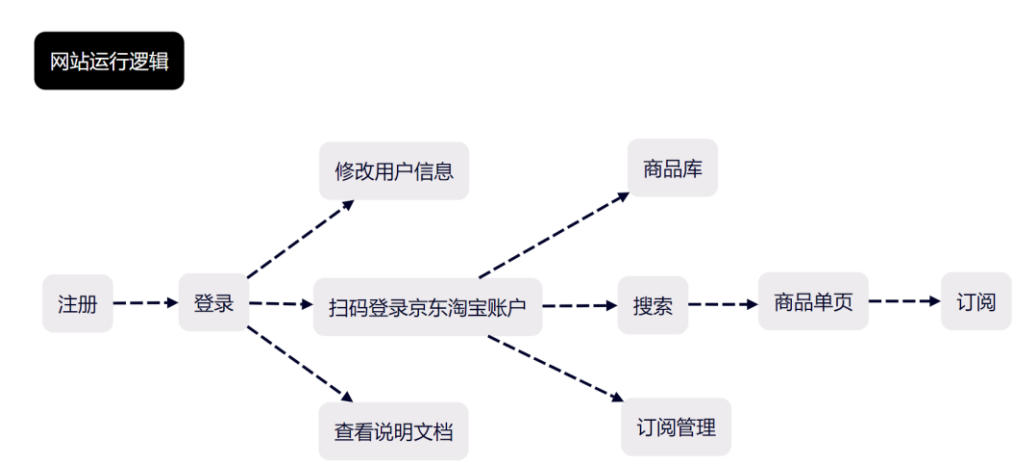 网站运行逻辑
修改用户信息
商品库
注册
登录
扫码登录京东淘宝账户
搜索
商品单页
订阅
查看说明文档
订阅管理